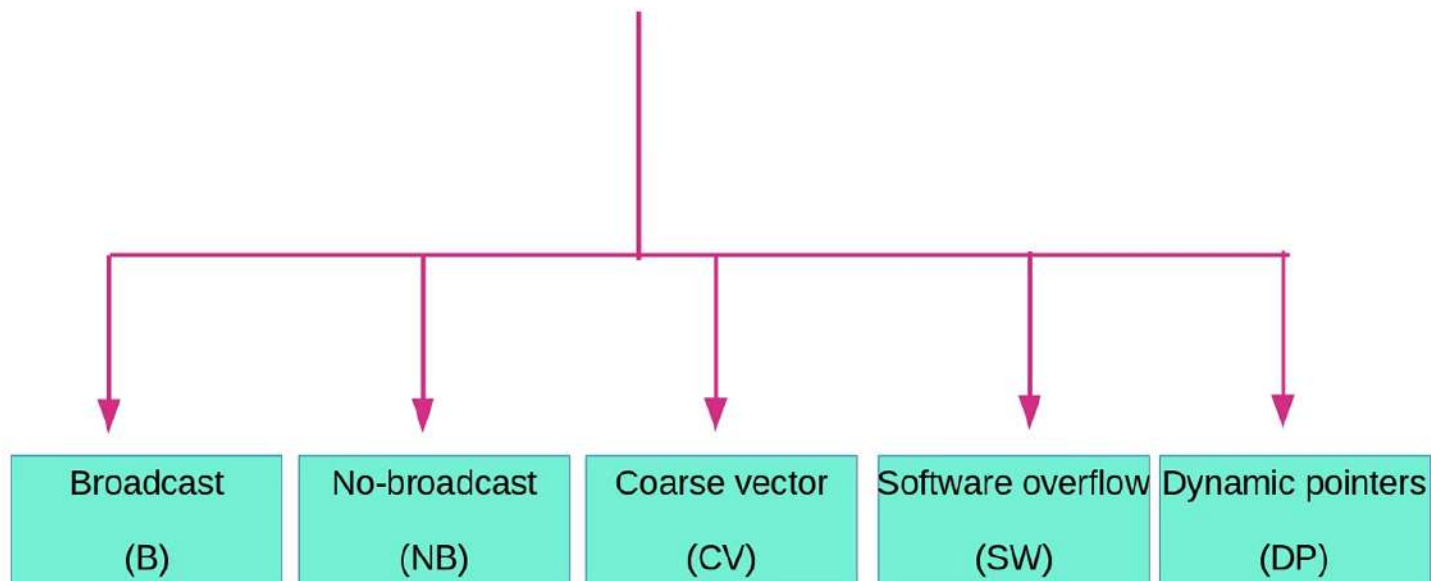 Broadcast
(B)
No-broadcast
(NB)
Coarse vector
(CV)
Software overflow
(SW)
Dynamic pointers
(DP)